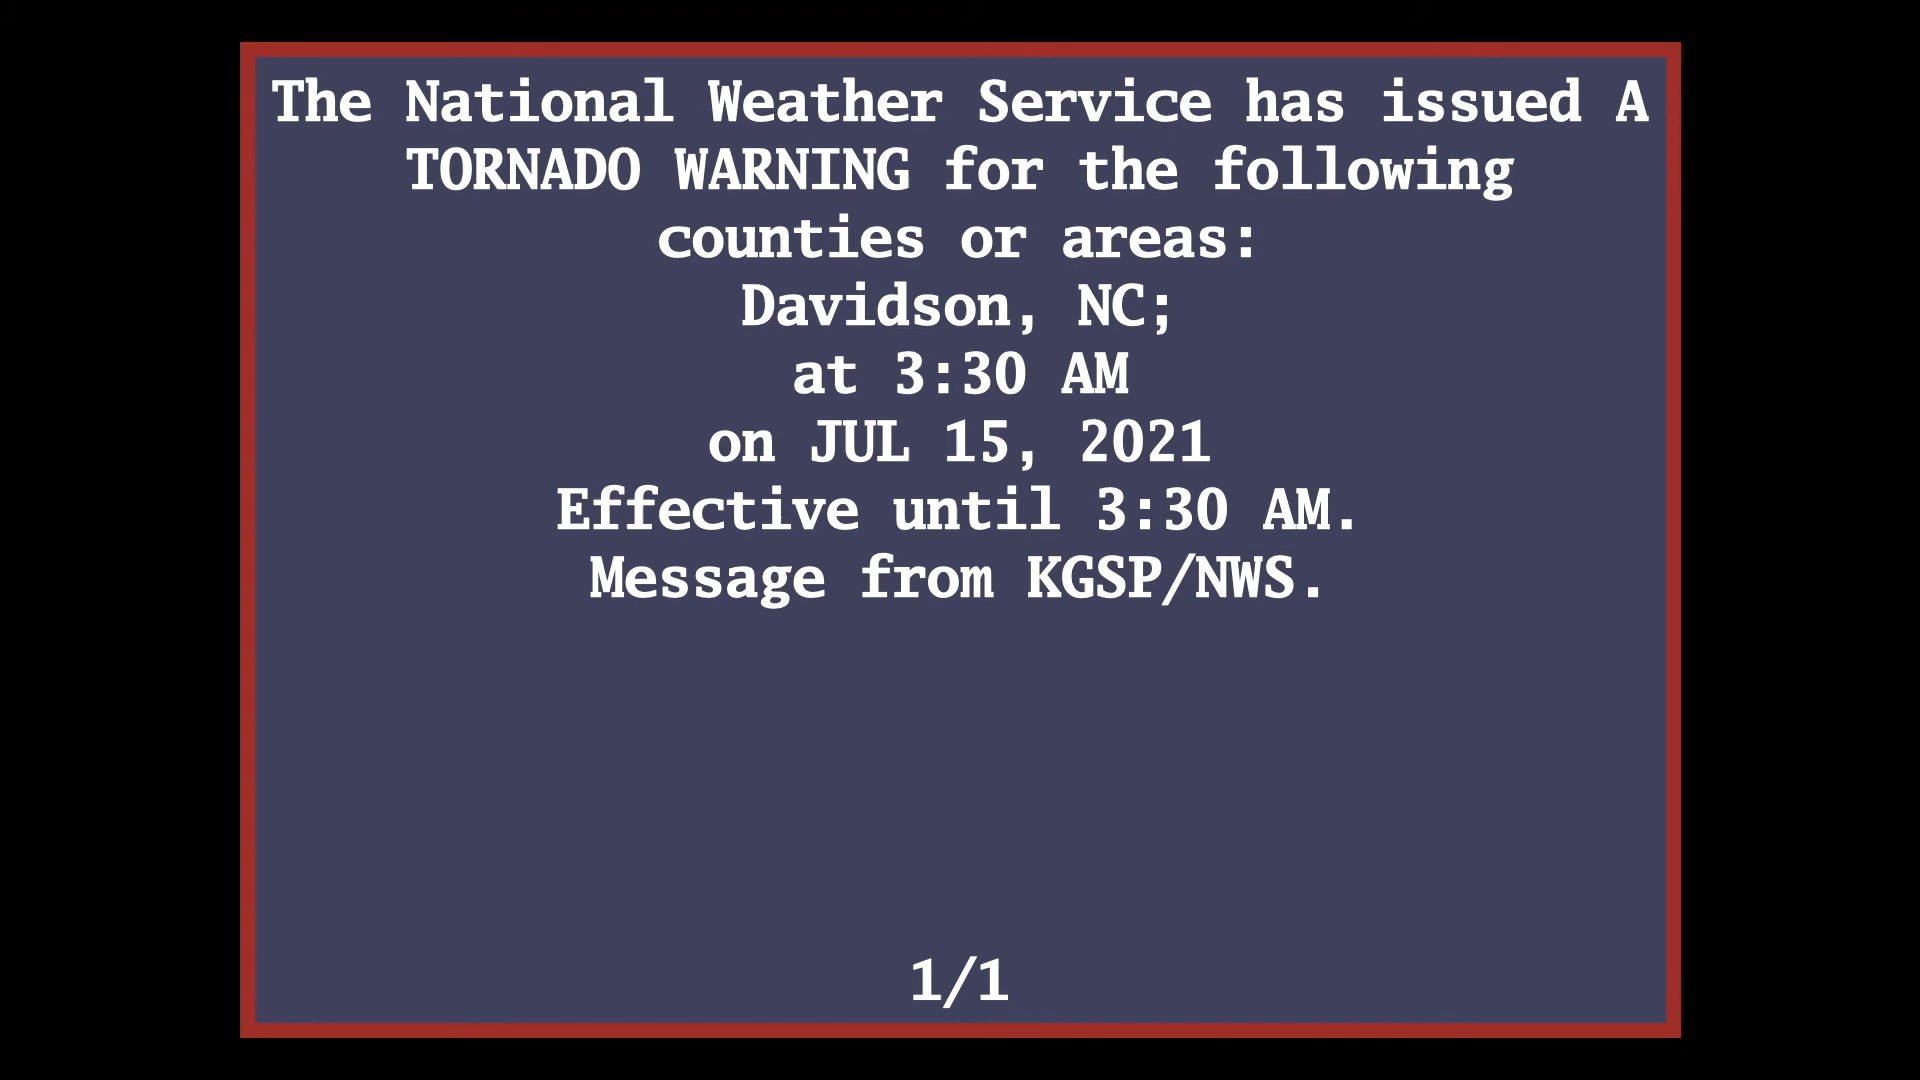 The National Weather Service has issued A
TORNADO WARNING for the following
counties or areas:
Davidson, NC;
at 3:30 AM
on JUL 15, 2021
Effective until 3:30 AM.
Message from KGSP/NWS.
1/1